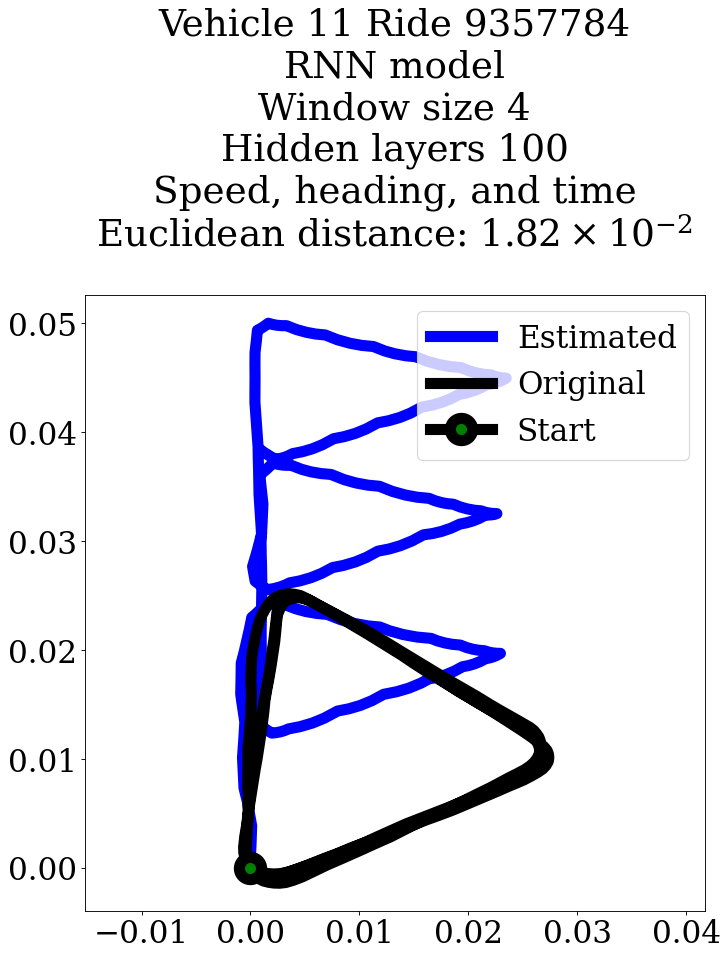 Vehicle 11 Ride 9357784
RNN model
Window size 4
Hidden layers 100
Speed, heading, and time
Euclidean distance: 1.82 × 10⁻²
Estimated
Original
Start
0.05
0.04
0.03
0.02
0.01
0.00
−0.01 0.00 0.01 0.02 0.03 0.04